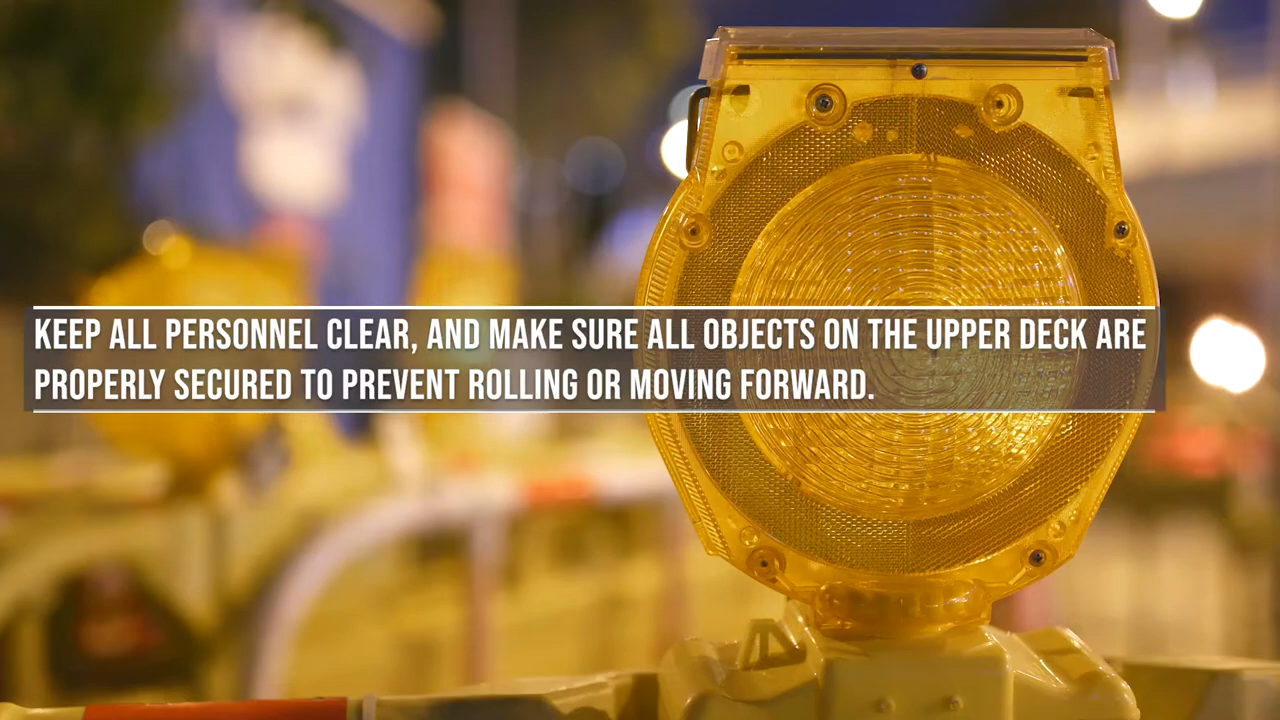 KEEP ALL PERSONNEL CLEAR, AND MAKE SURE ALL OBJECTS ON THE UPPER DECK ARE
PROPERLY SECURED TO PREVENT ROLLING OR MOVING FORWARD.